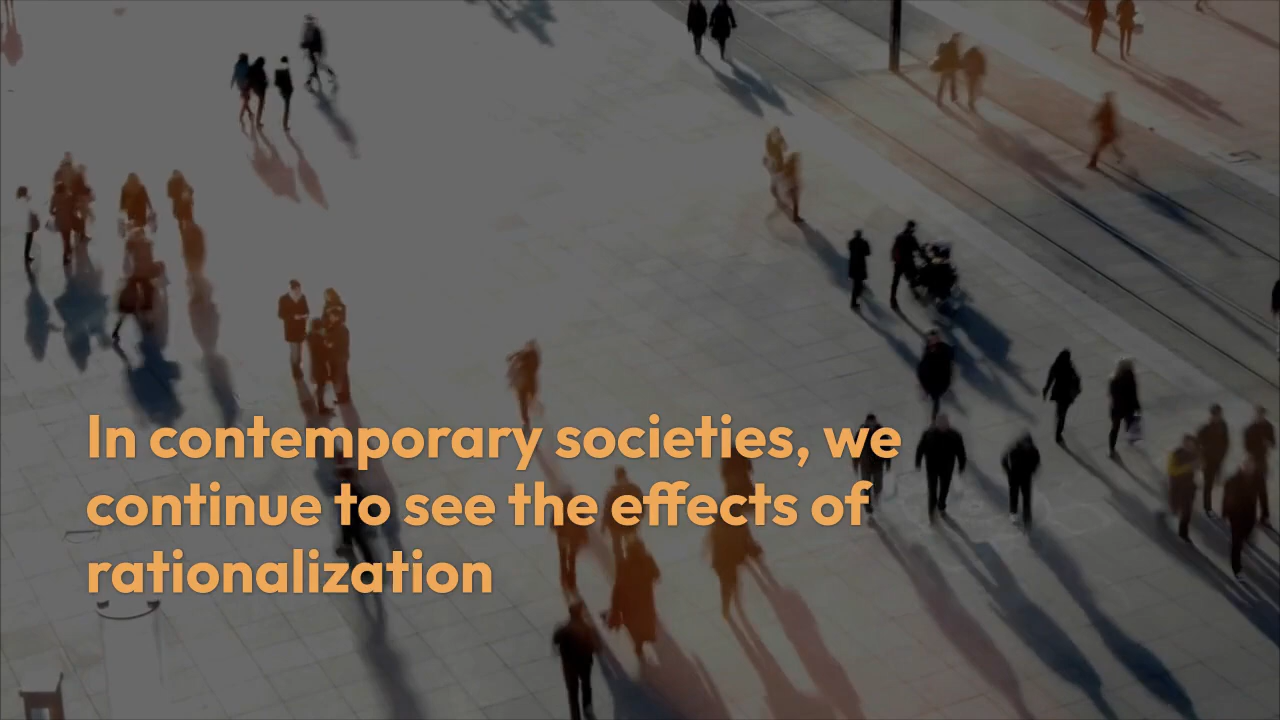 In contemporary societies, we
continue to see the effects of
rationalization